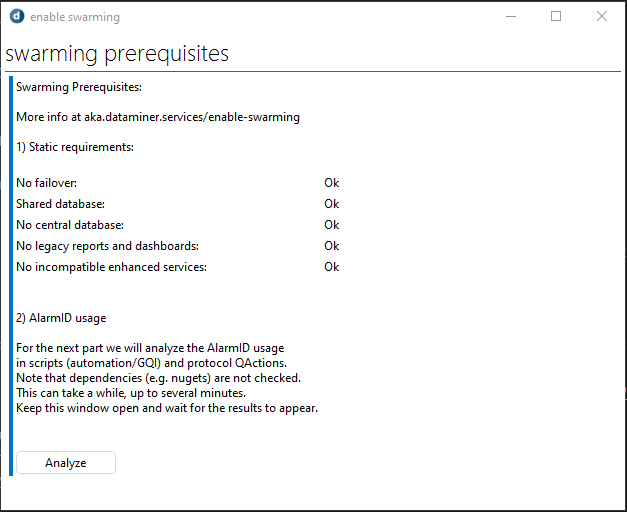 enable swarming
swarming prerequisites
Swarming Prerequisites:
More info at aka.dataminer.services/enable-swarming
1) Static requirements:
No failover: Ok
Shared database: Ok
No central database: Ok
No legacy reports and dashboards: Ok
No incompatible enhanced services: Ok
2) AlarmID usage
For the next part we will analyze the AlarmID usage
in scripts (automation/GQI) and protocol QActions.
Note that dependencies (e.g. nugets) are not checked.
This can take a while, up to several minutes.
Keep this window open and wait for the results to appear.
Analyze